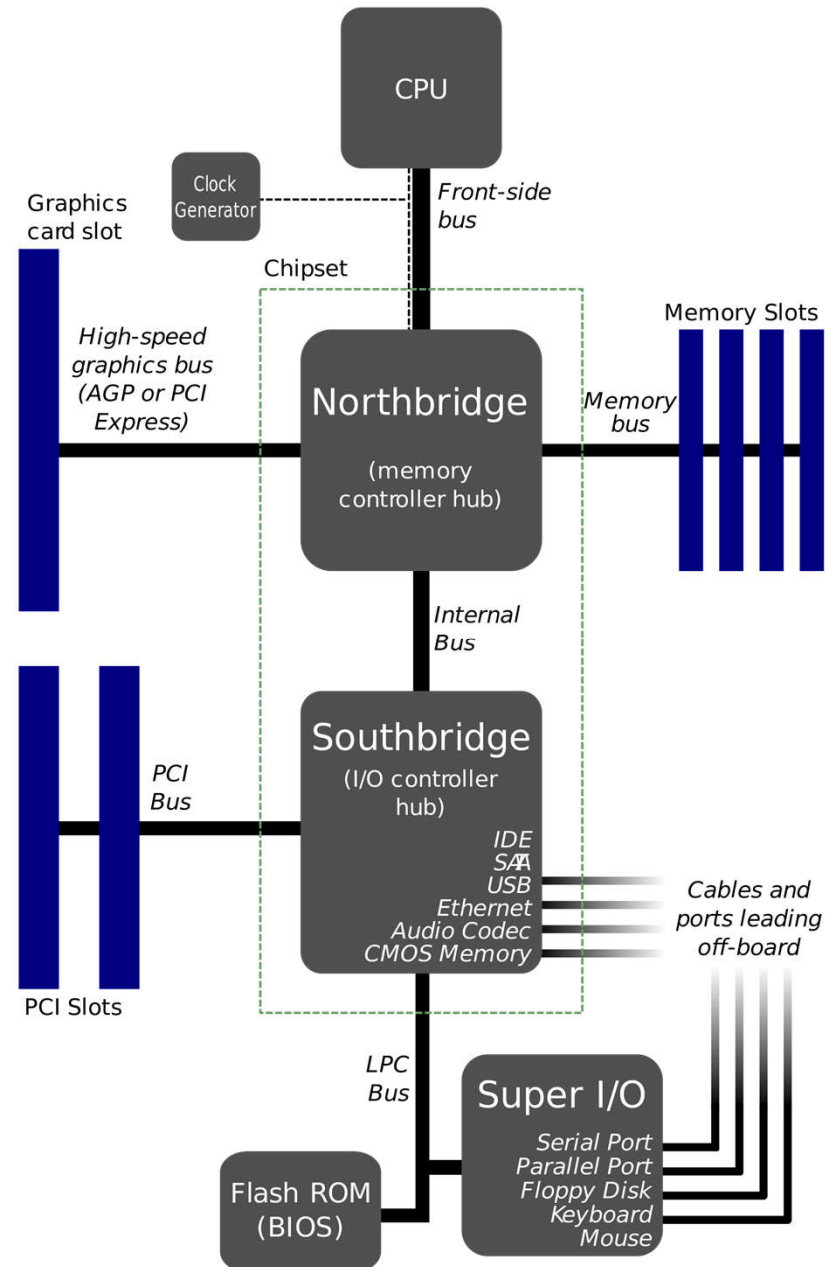 CPU
Clock
Generator
Front-side
bus
Graphics
card slot
Chipset
High-speed
graphics bus
(AGP or PCI
Express)
Northbridge
(memory
controller hub)
Memory Slots
Memory
bus
Internal
Bus
Southbridge
(I/O controller
hub)
PCI
Bus
IDE
SATA
USB
Ethernet
Audio Codec
CMOS Memory
Cables and
ports leading
off-board
PCI Slots
LPC
Bus
Super I/O
Serial Port
Parallel Port
Floppy Disk
Keyboard
Mouse
Flash ROM
(BIOS)